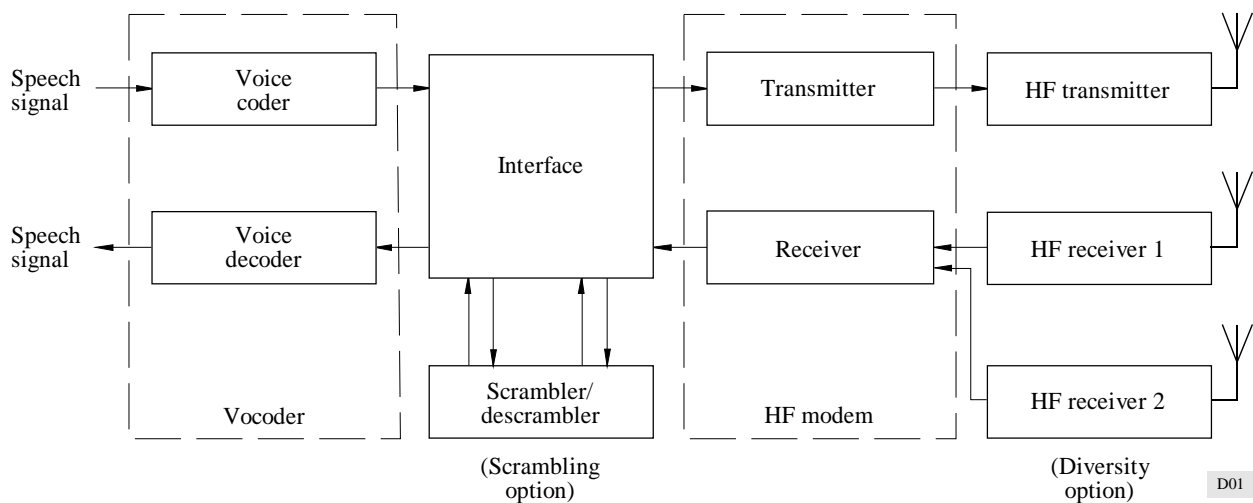 Speech
signal
Voice
coder
Interface
Transmitter
HF transmitter
Speech
signal
Voice
decoder
Receiver
HF receiver 1
Vocoder
Scrambler/
descrambler
HF modem
HF receiver 2
(Scrambling
option)
(Diversity
option)
D01